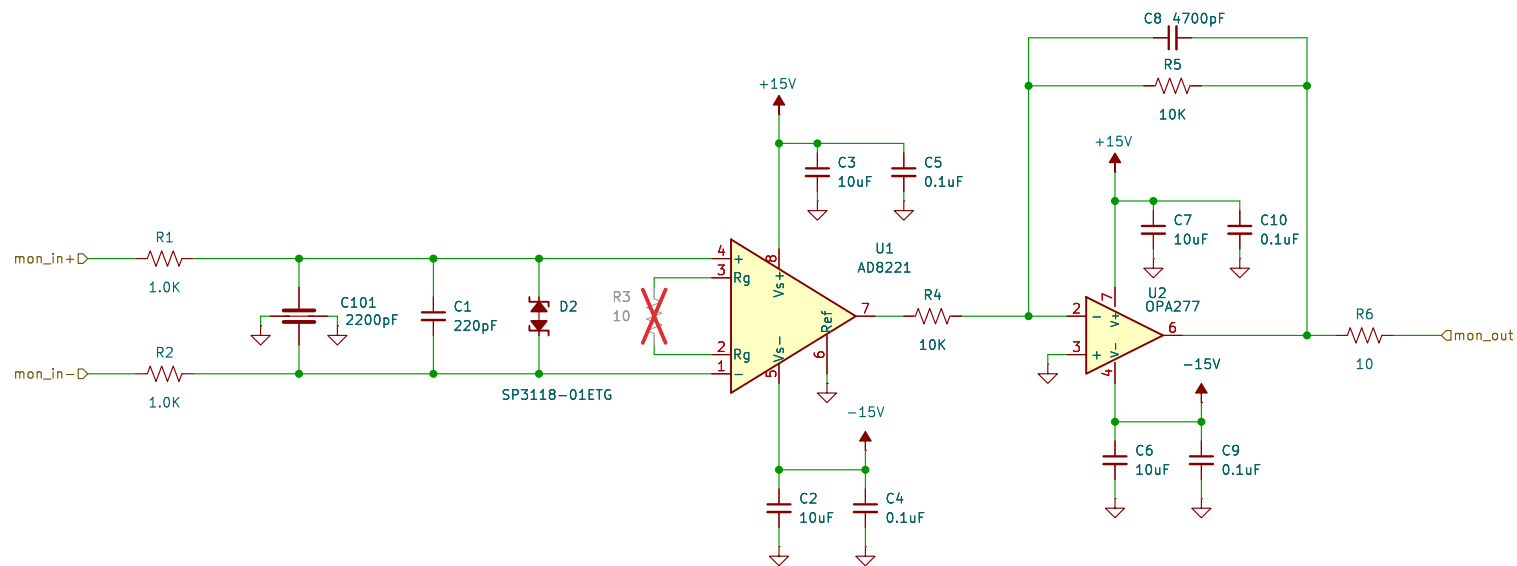 C8 4700pF
R5
10K
+15V
+15V
C3
10uF
C5
0.1uF
C7
10uF
C10
0.1uF
R1
mon_in+
1.0K
U1
AD8221
4
+
3
Rg
8
Vs+
C101
2200pF
C1
220pF
D2
R3
10
7
Ref
6
R4
10K
U2
OPA277
2
-
7
V+
3
+
V-
4
6
R6
10
mon_out
R2
mon_in-
1.0K
2
Rg
1
-
Vs-
5
SP3118-01ETG
-15V
-15V
C6
10uF
C9
0.1uF
C2
10uF
C4
0.1uF